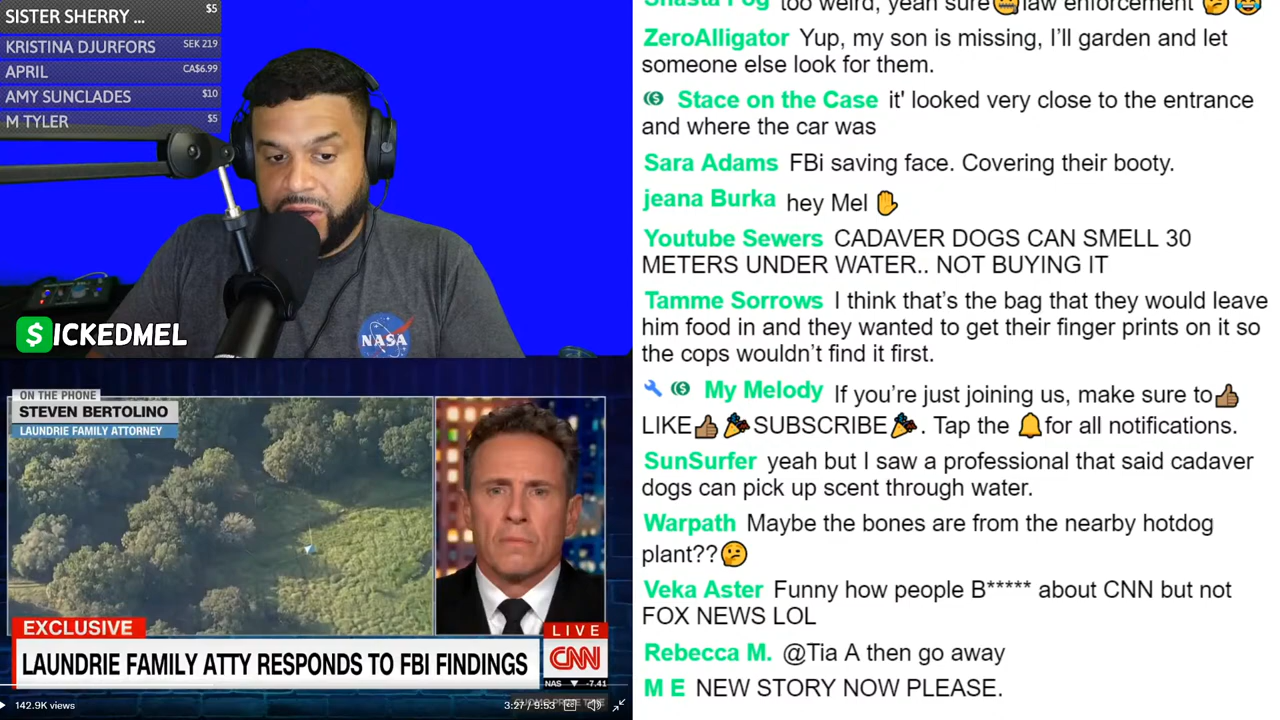 SISTER SHERRY ... $5
KRISTINA DJURFORS SEK 219
APRIL CA$6.99
AMY SUNCLADES $10
M TYLER $5
$ICKEDMEL
NASA
ON THE PHONE
STEVEN BERTOLINO
LAUNDRIE FAMILY ATTORNEY
EXCLUSIVE
LAUNDRIE FAMILY ATTY RESPONDS TO FBI FINDINGS
LIVE
CNN
NAS ▼ -7.41
CUOMO PRIME TIME
142.9K views
3:27 / 9:53
Shasta Fog too weird, yeah sure🤐law enforcement 🤔😂
ZeroAlligator Yup, my son is missing, I’ll garden and let
someone else look for them.
Stace on the Case it' looked very close to the entrance
and where the car was
Sara Adams FBi saving face. Covering their booty.
jeana Burka hey Mel ✋
Youtube Sewers CADAVER DOGS CAN SMELL 30
METERS UNDER WATER.. NOT BUYING IT
Tamme Sorrows I think that’s the bag that they would leave
him food in and they wanted to get their finger prints on it so
the cops wouldn’t find it first.
My Melody If you’re just joining us, make sure to👍🏽
LIKE👍🏽🎉SUBSCRIBE🎉. Tap the 🔔for all notifications.
SunSurfer yeah but I saw a professional that said cadaver
dogs can pick up scent through water.
Warpath Maybe the bones are from the nearby hotdog
plant??🤔
Veka Aster Funny how people B***** about CNN but not
FOX NEWS LOL
Rebecca M. @Tia A then go away
M E NEW STORY NOW PLEASE.